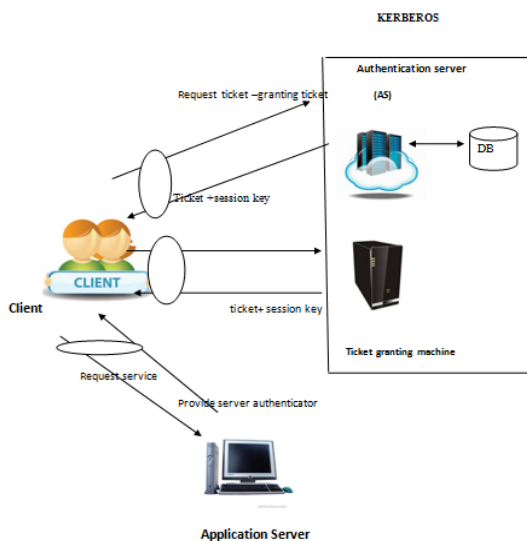 KERBEROS
Authentication server
(AS)
Request ticket –granting ticket
DB
Ticket +session key
CLIENT
Client
ticket+ session key
Ticket granting machine
Request service
Provide server authenticator
Application Server